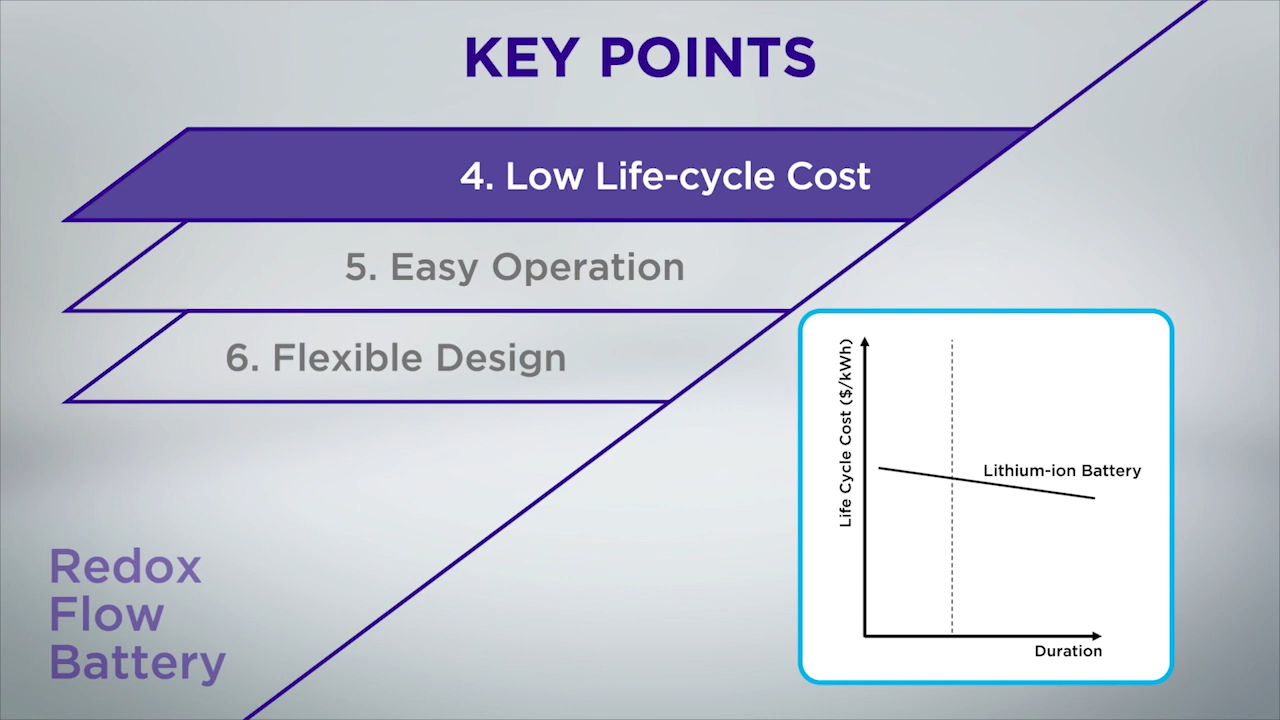 KEY POINTS
4. Low Life-cycle Cost
5. Easy Operation
6. Flexible Design
Life Cycle Cost ($/kWh)
Lithium-ion Battery
Duration
Redox
Flow
Battery